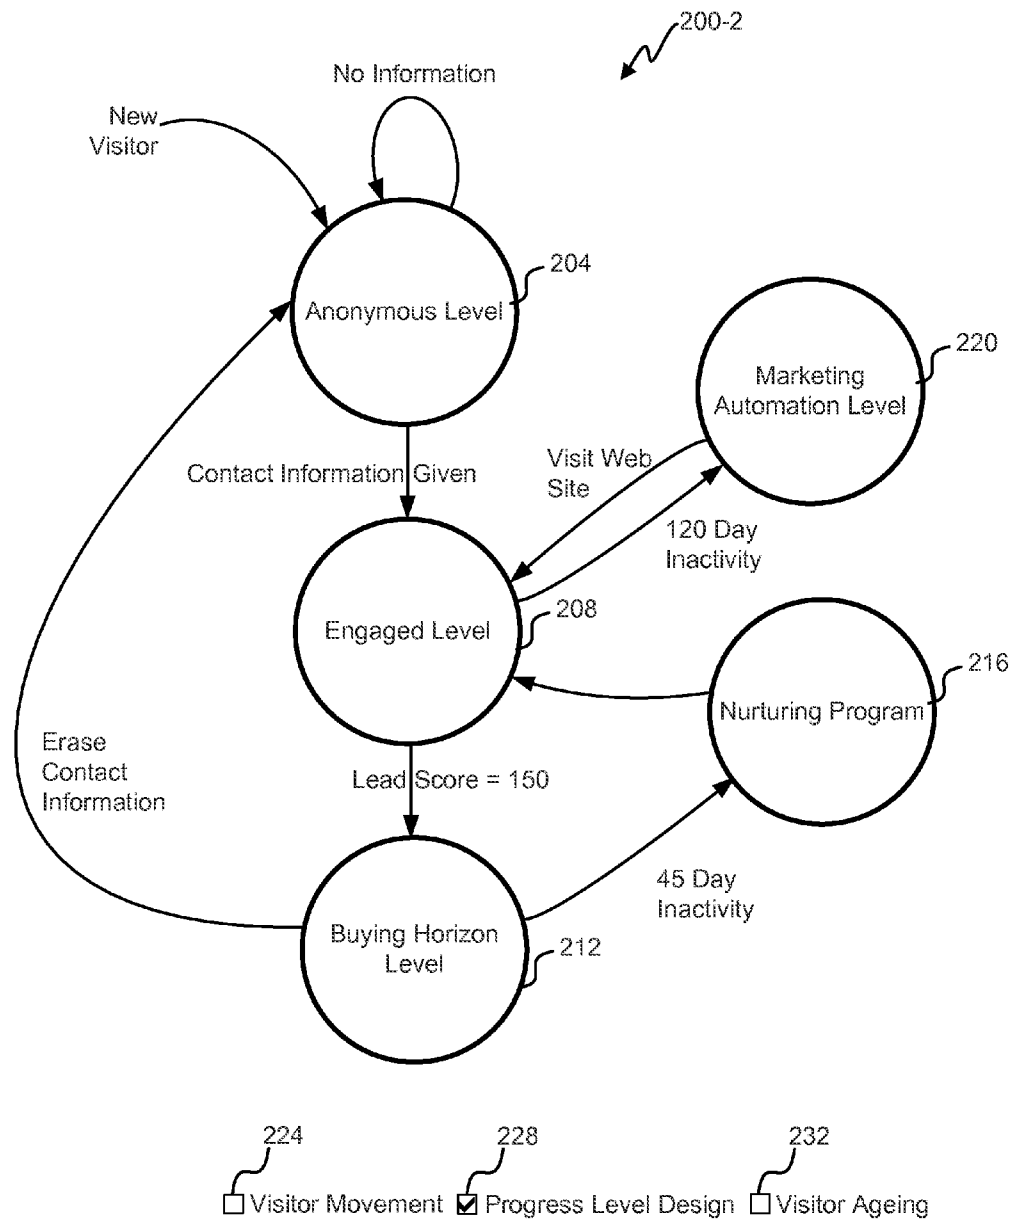 200-2
No Information
New
Visitor
204
Anonymous Level
220
Marketing
Automation Level
Contact Information Given
Visit Web
Site
120 Day
Inactivity
208
Engaged Level
216
Nurturing Program
Erase
Contact
Information
Lead Score = 150
45 Day
Inactivity
Buying Horizon
Level
212
224
228
232
Visitor Movement
Progress Level Design
Visitor Ageing